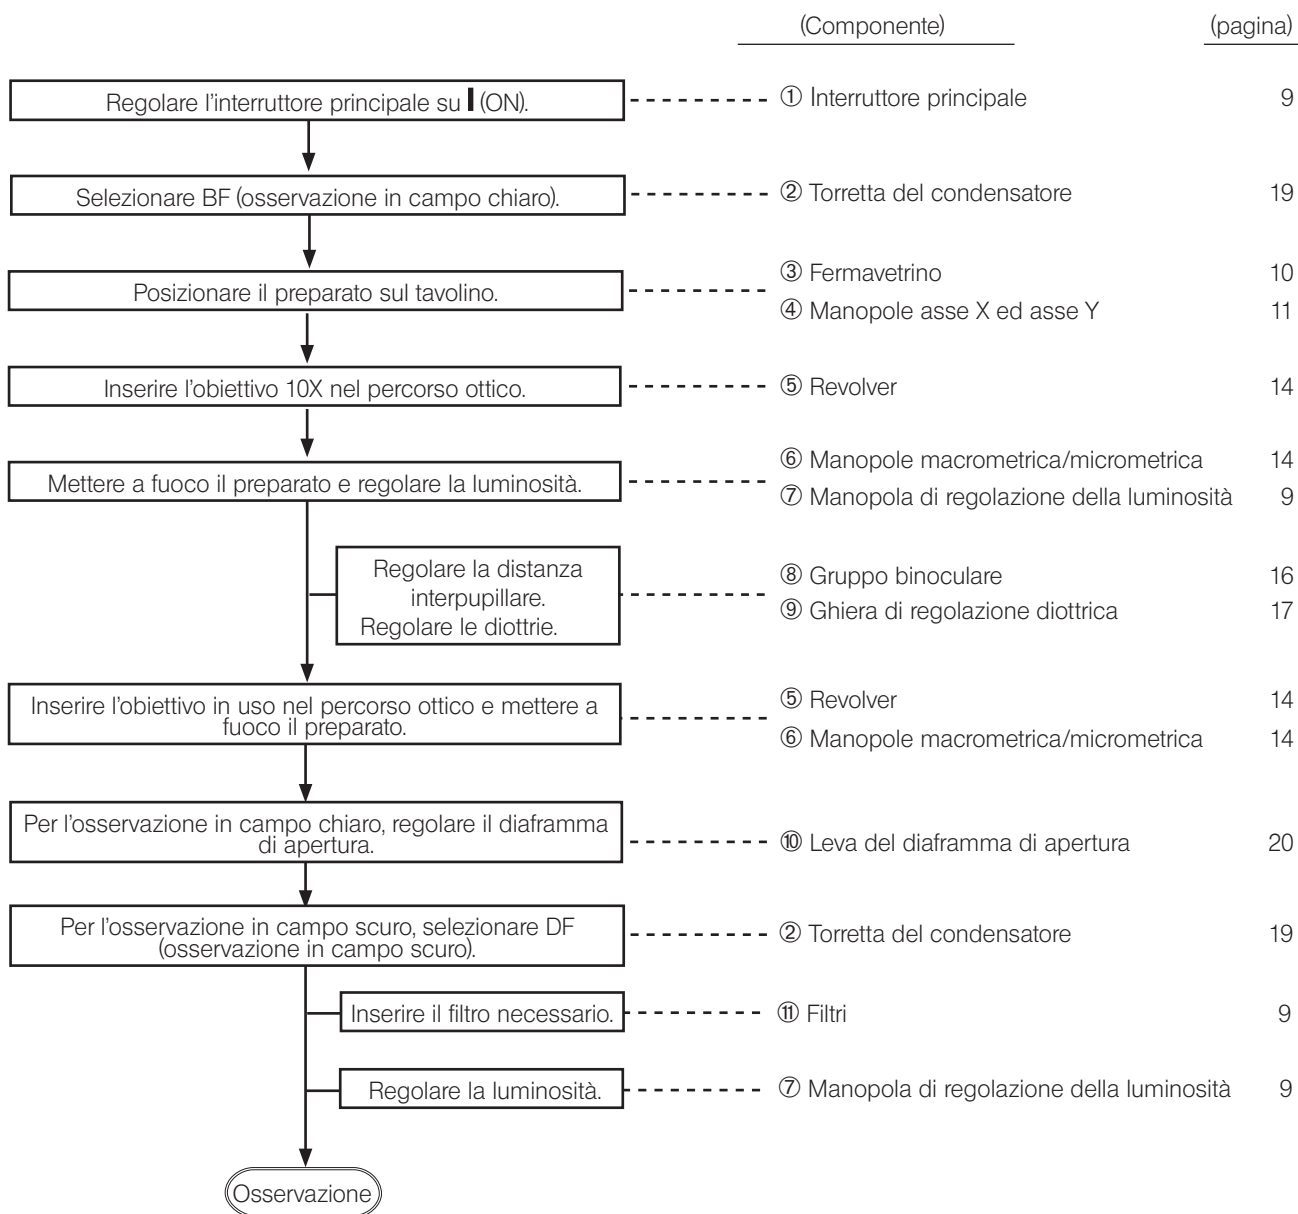 (Componente) (pagina)
Regolare l'interruttore principale su I (ON). ① Interruttore principale 9
Selezionare BF (osservazione in campo chiaro). ② Torretta del condensatore 19
③ Fermavetrino 10
Posizionare il preparato sul tavolino.
④ Manopole asse X ed asse Y 11
Inserire l'obiettivo 10X nel percorso ottico. ⑤ Revolver 14
⑥ Manopole macrometrica/micrometrica 14
Mettere a fuoco il preparato e regolare la luminosità.
⑦ Manopola di regolazione della luminosità 9
Regolare la distanza
interpupillare.
Regolare le diottrie.
⑧ Gruppo binoculare 16
⑨ Ghiera di regolazione diottrica 17
Inserire l'obiettivo in uso nel percorso ottico e mettere a
fuoco il preparato.
⑤ Revolver 14
⑥ Manopole macrometrica/micrometrica 14
Per l'osservazione in campo chiaro, regolare il diaframma
di apertura.
⑩ Leva del diaframma di apertura 20
Per l'osservazione in campo scuro, selezionare DF
(osservazione in campo scuro).
② Torretta del condensatore 19
Inserire il filtro necessario. ⑪ Filtri 9
Regolare la luminosità. ⑦ Manopola di regolazione della luminosità 9
Osservazione